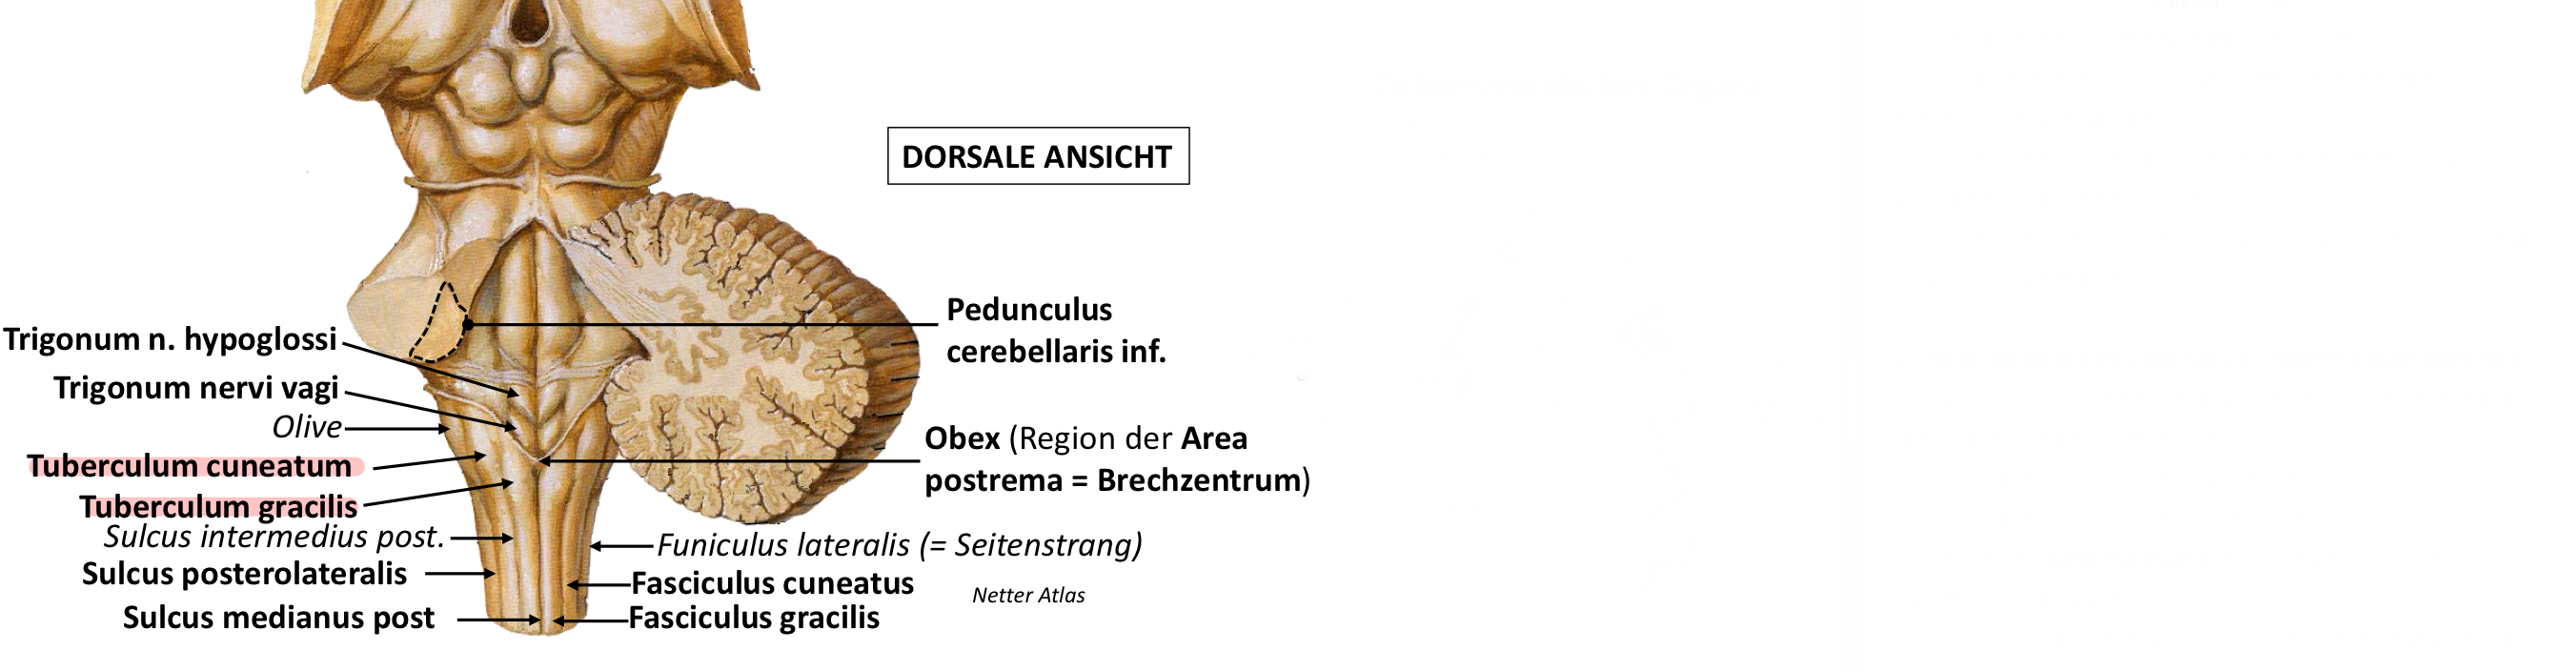 DORSALE ANSICHT
Pedunculus
cerebellaris inf.
Trigonum n. hypoglossi
Trigonum nervi vagi
Olive
Tuberculum cuneatum
Tuberculum gracilis
Sulcus intermedius post.
Sulcus posterolateralis
Sulcus medianus post
Obex (Region der Area
postrema = Brechzentrum)
Funiculus lateralis (= Seitenstrang)
Fasciculus cuneatus
Fasciculus gracilis
Netter Atlas